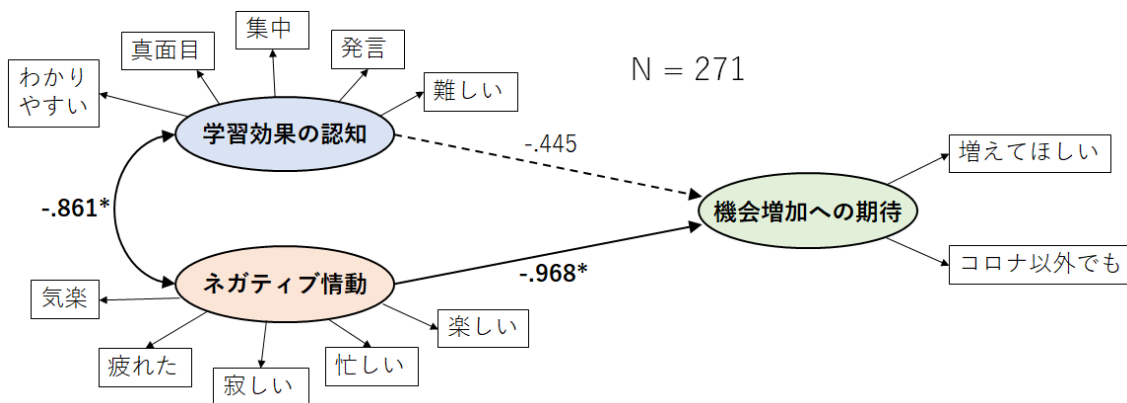 集中
真面目
発言
わかり
やすい
難しい
N = 271
学習効果の認知
-.445
増えてほしい
-.861*
機会増加への期待
コロナ以外でも
-.968*
ネガティブ情動
気楽
楽しい
疲れた
寂しい
忙しい